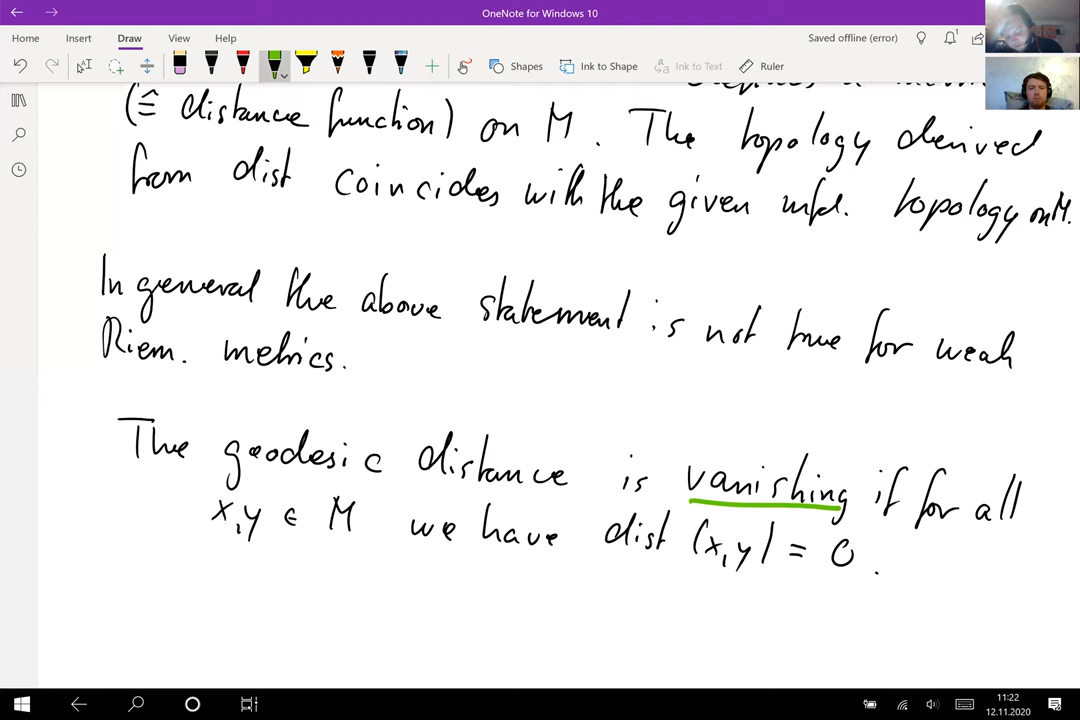 OneNote for Windows 10
Home Insert Draw View Help
Saved offline (error)
Shapes Ink to Shape Ink to Text Ruler
(≙ distance function) on M. The topology derived
from dist coincides with the given mfd. topology on M.
In general the above statement is not true for weak
Riem. metrics.
The geodesic distance is vanishing if for all
x,y ∈ M we have dist (x,y) = 0.
11:22
12.11.2020